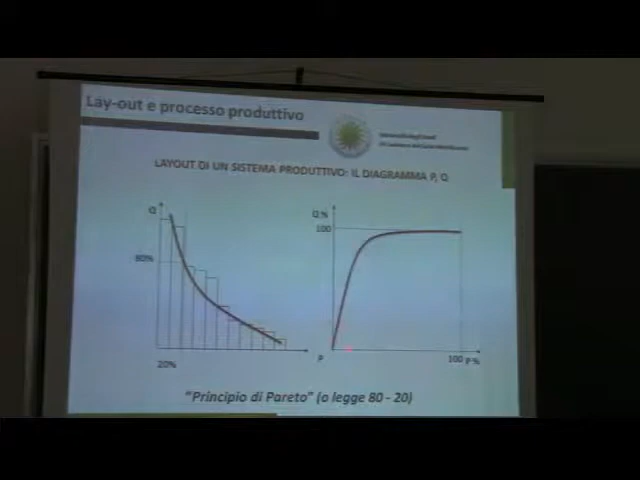 Lay-out e processo produttivo
LAYOUT DI UN SISTEMA PRODUTTIVO: IL DIAGRAMMA P, Q
Q
80%
20%
Q%
100
P
100 P%
"Principio di Pareto" (o legge 80 - 20)